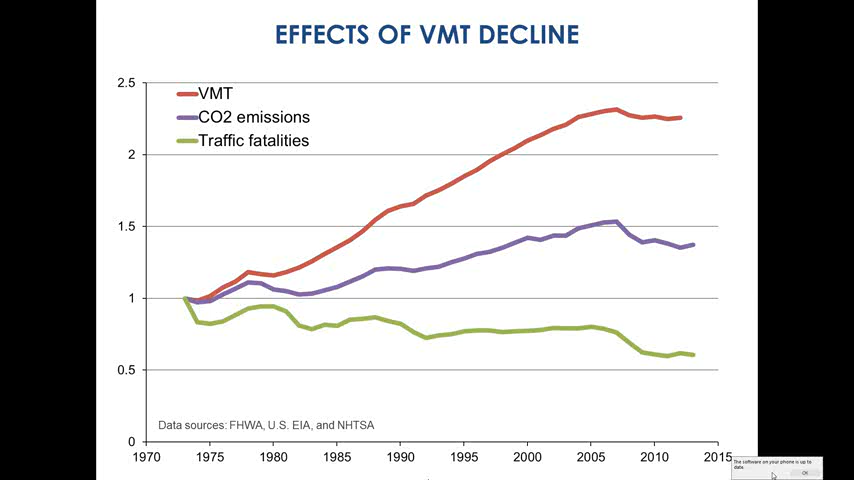 EFFECTS OF VMT DECLINE
2.5
VMT
CO2 emissions
Traffic fatalities
2
1.5
1
0.5
Data sources: FHWA, U.S. EIA, and NHTSA
0
1970 1975 1980 1985 1990 1995 2000 2005 2010 2015
The software on your phone is up to
date.
OK